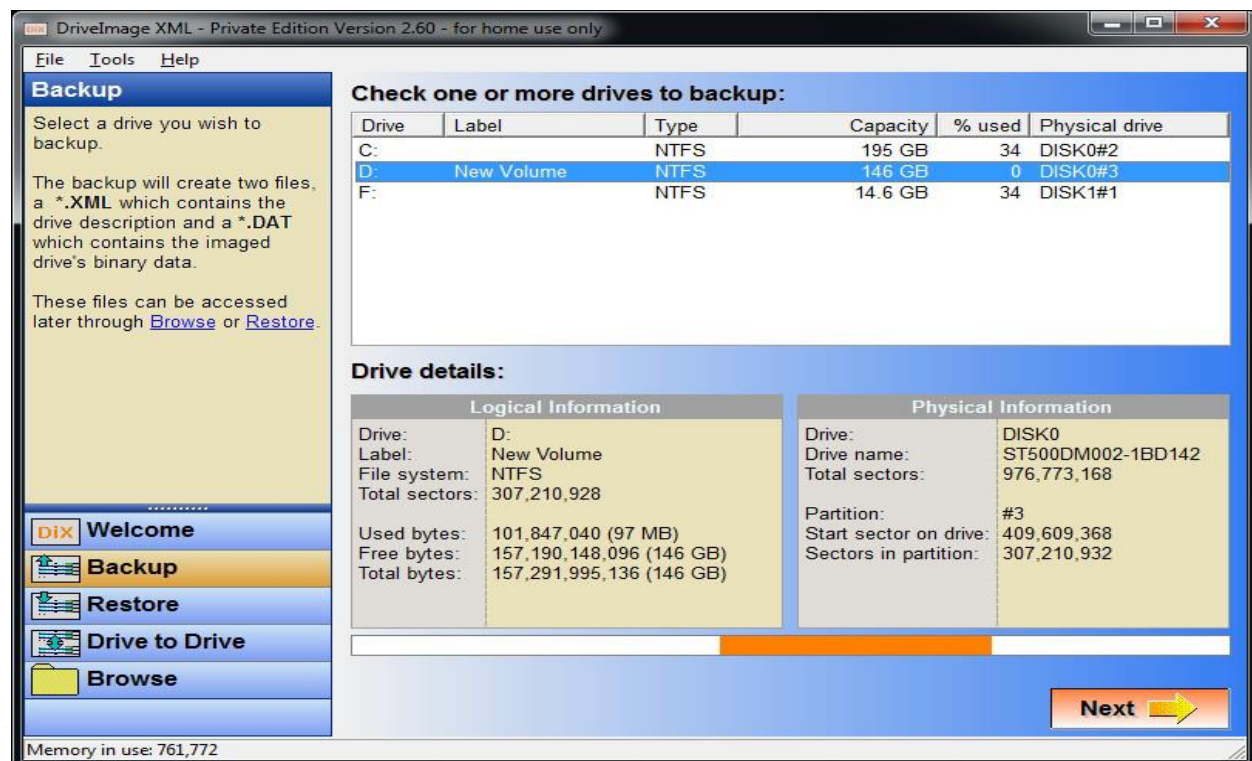 DriveImage XML - Private Edition Version 2.60 - for home use only
File Tools Help
Backup
Select a drive you wish to
backup.
The backup will create two files,
a *.XML which contains the
drive description and a *.DAT
which contains the imaged
drive's binary data.
These files can be accessed
later through Browse or Restore.
DiX Welcome
Backup
Restore
Drive to Drive
Browse
Check one or more drives to backup:
Drive Label Type Capacity % used Physical drive
C: NTFS 195 GB 34 DISK0#2
D: New Volume NTFS 146 GB 0 DISK0#3
F: NTFS 14.6 GB 34 DISK1#1
Drive details:
Logical Information
Drive: D:
Label: New Volume
File system: NTFS
Total sectors: 307,210,928
Used bytes: 101,847,040 (97 MB)
Free bytes: 157,190,148,096 (146 GB)
Total bytes: 157,291,995,136 (146 GB)
Physical Information
Drive: DISK0
Drive name: ST500DM002-1BD142
Total sectors: 976,773,168
Partition: #3
Start sector on drive: 409,609,368
Sectors in partition: 307,210,932
Next
Memory in use: 761,772